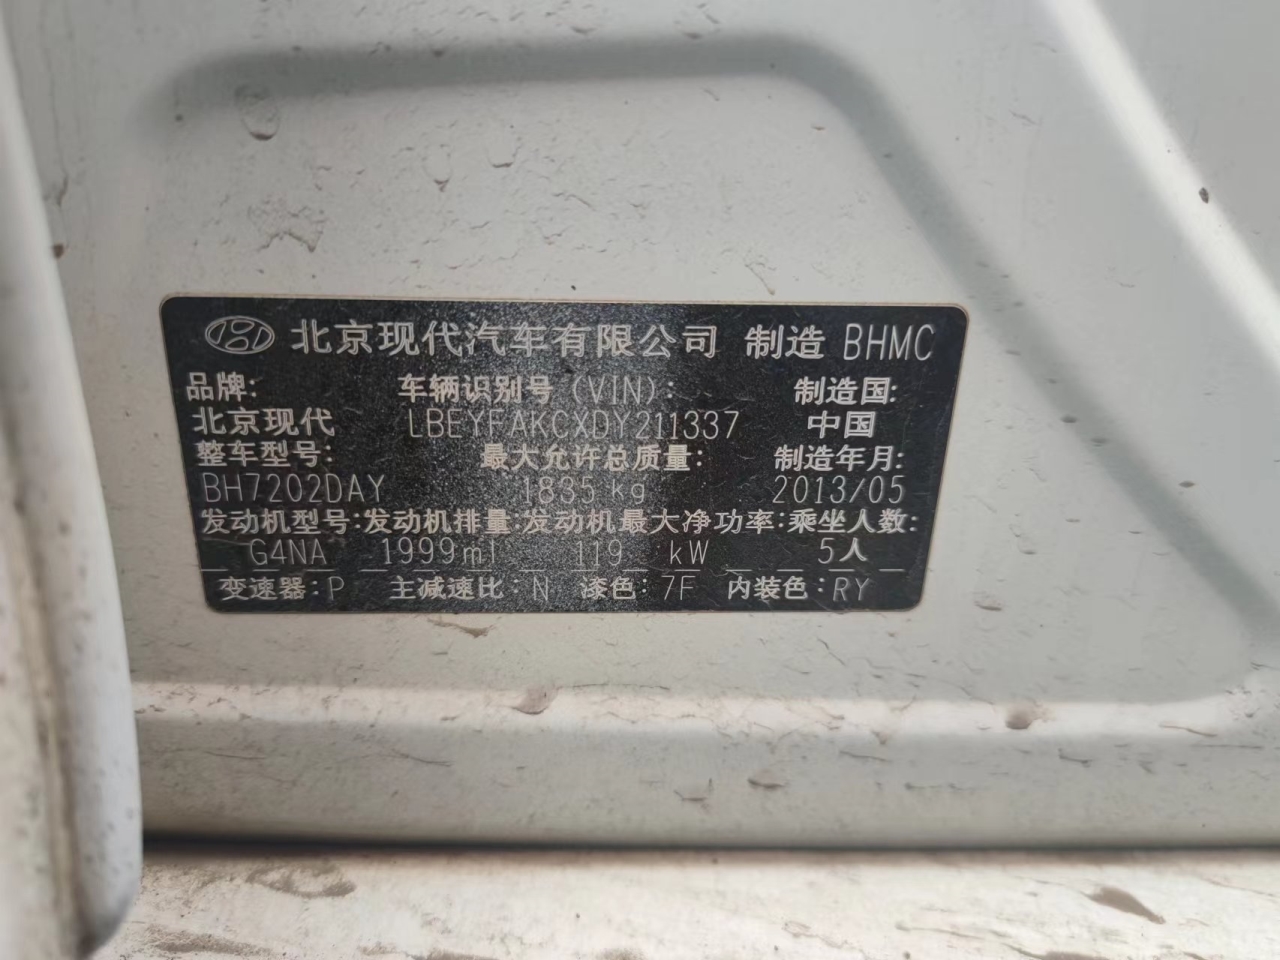 北京现代汽车有限公司 制造 BHMC
品牌: 车辆识别号(VIN): 制造国:
北京现代 LBEYFAKCXDY211337 中国
整车型号: 最大允许总质量: 制造年月:
BH7202DAY 1835 kg 2013/05
发动机型号:发动机排量:发动机最大净功率:乘坐人数:
G4NA 1999ml 119 kW 5人
变速器:P 主减速比:N 漆色:7F 内装色:RY